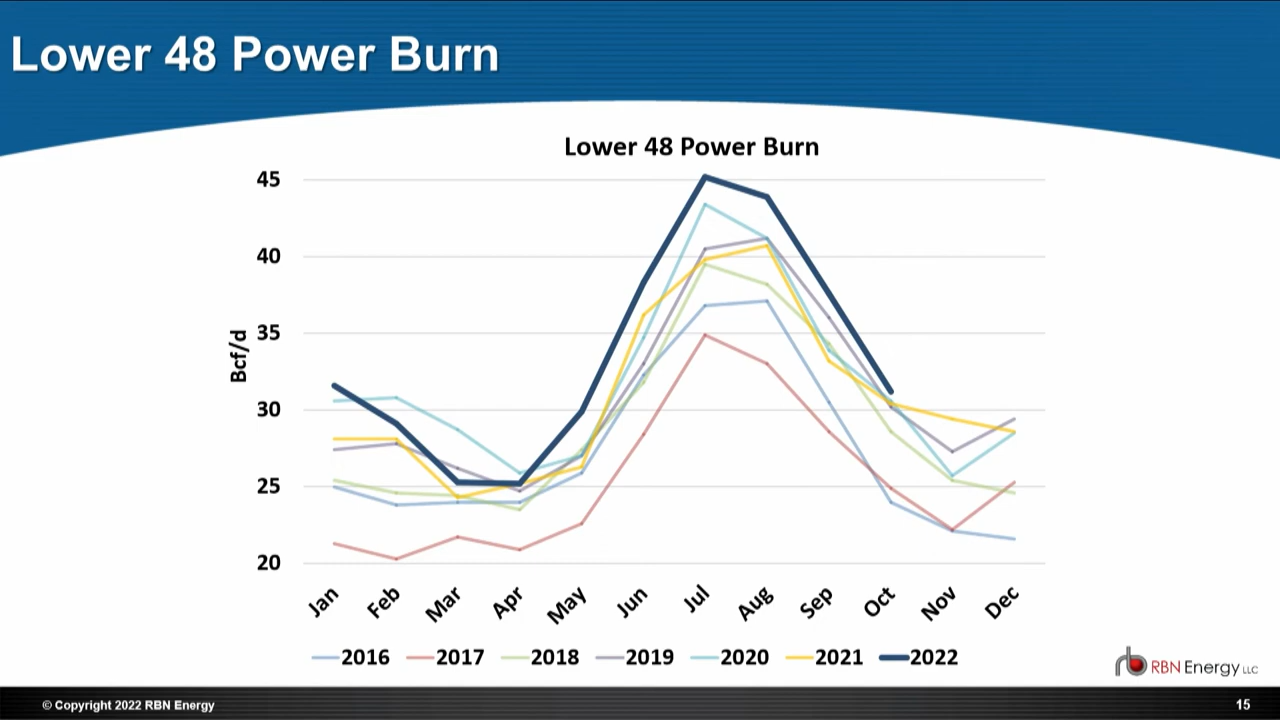 Lower 48 Power Burn
Lower 48 Power Burn
45
40
35
30
25
20
Bcf/d
Jan Feb Mar Apr May Jun Jul Aug Sep Oct Nov Dec
2016 2017 2018 2019 2020 2021 2022
RBN Energy LLC
© Copyright 2022 RBN Energy
15